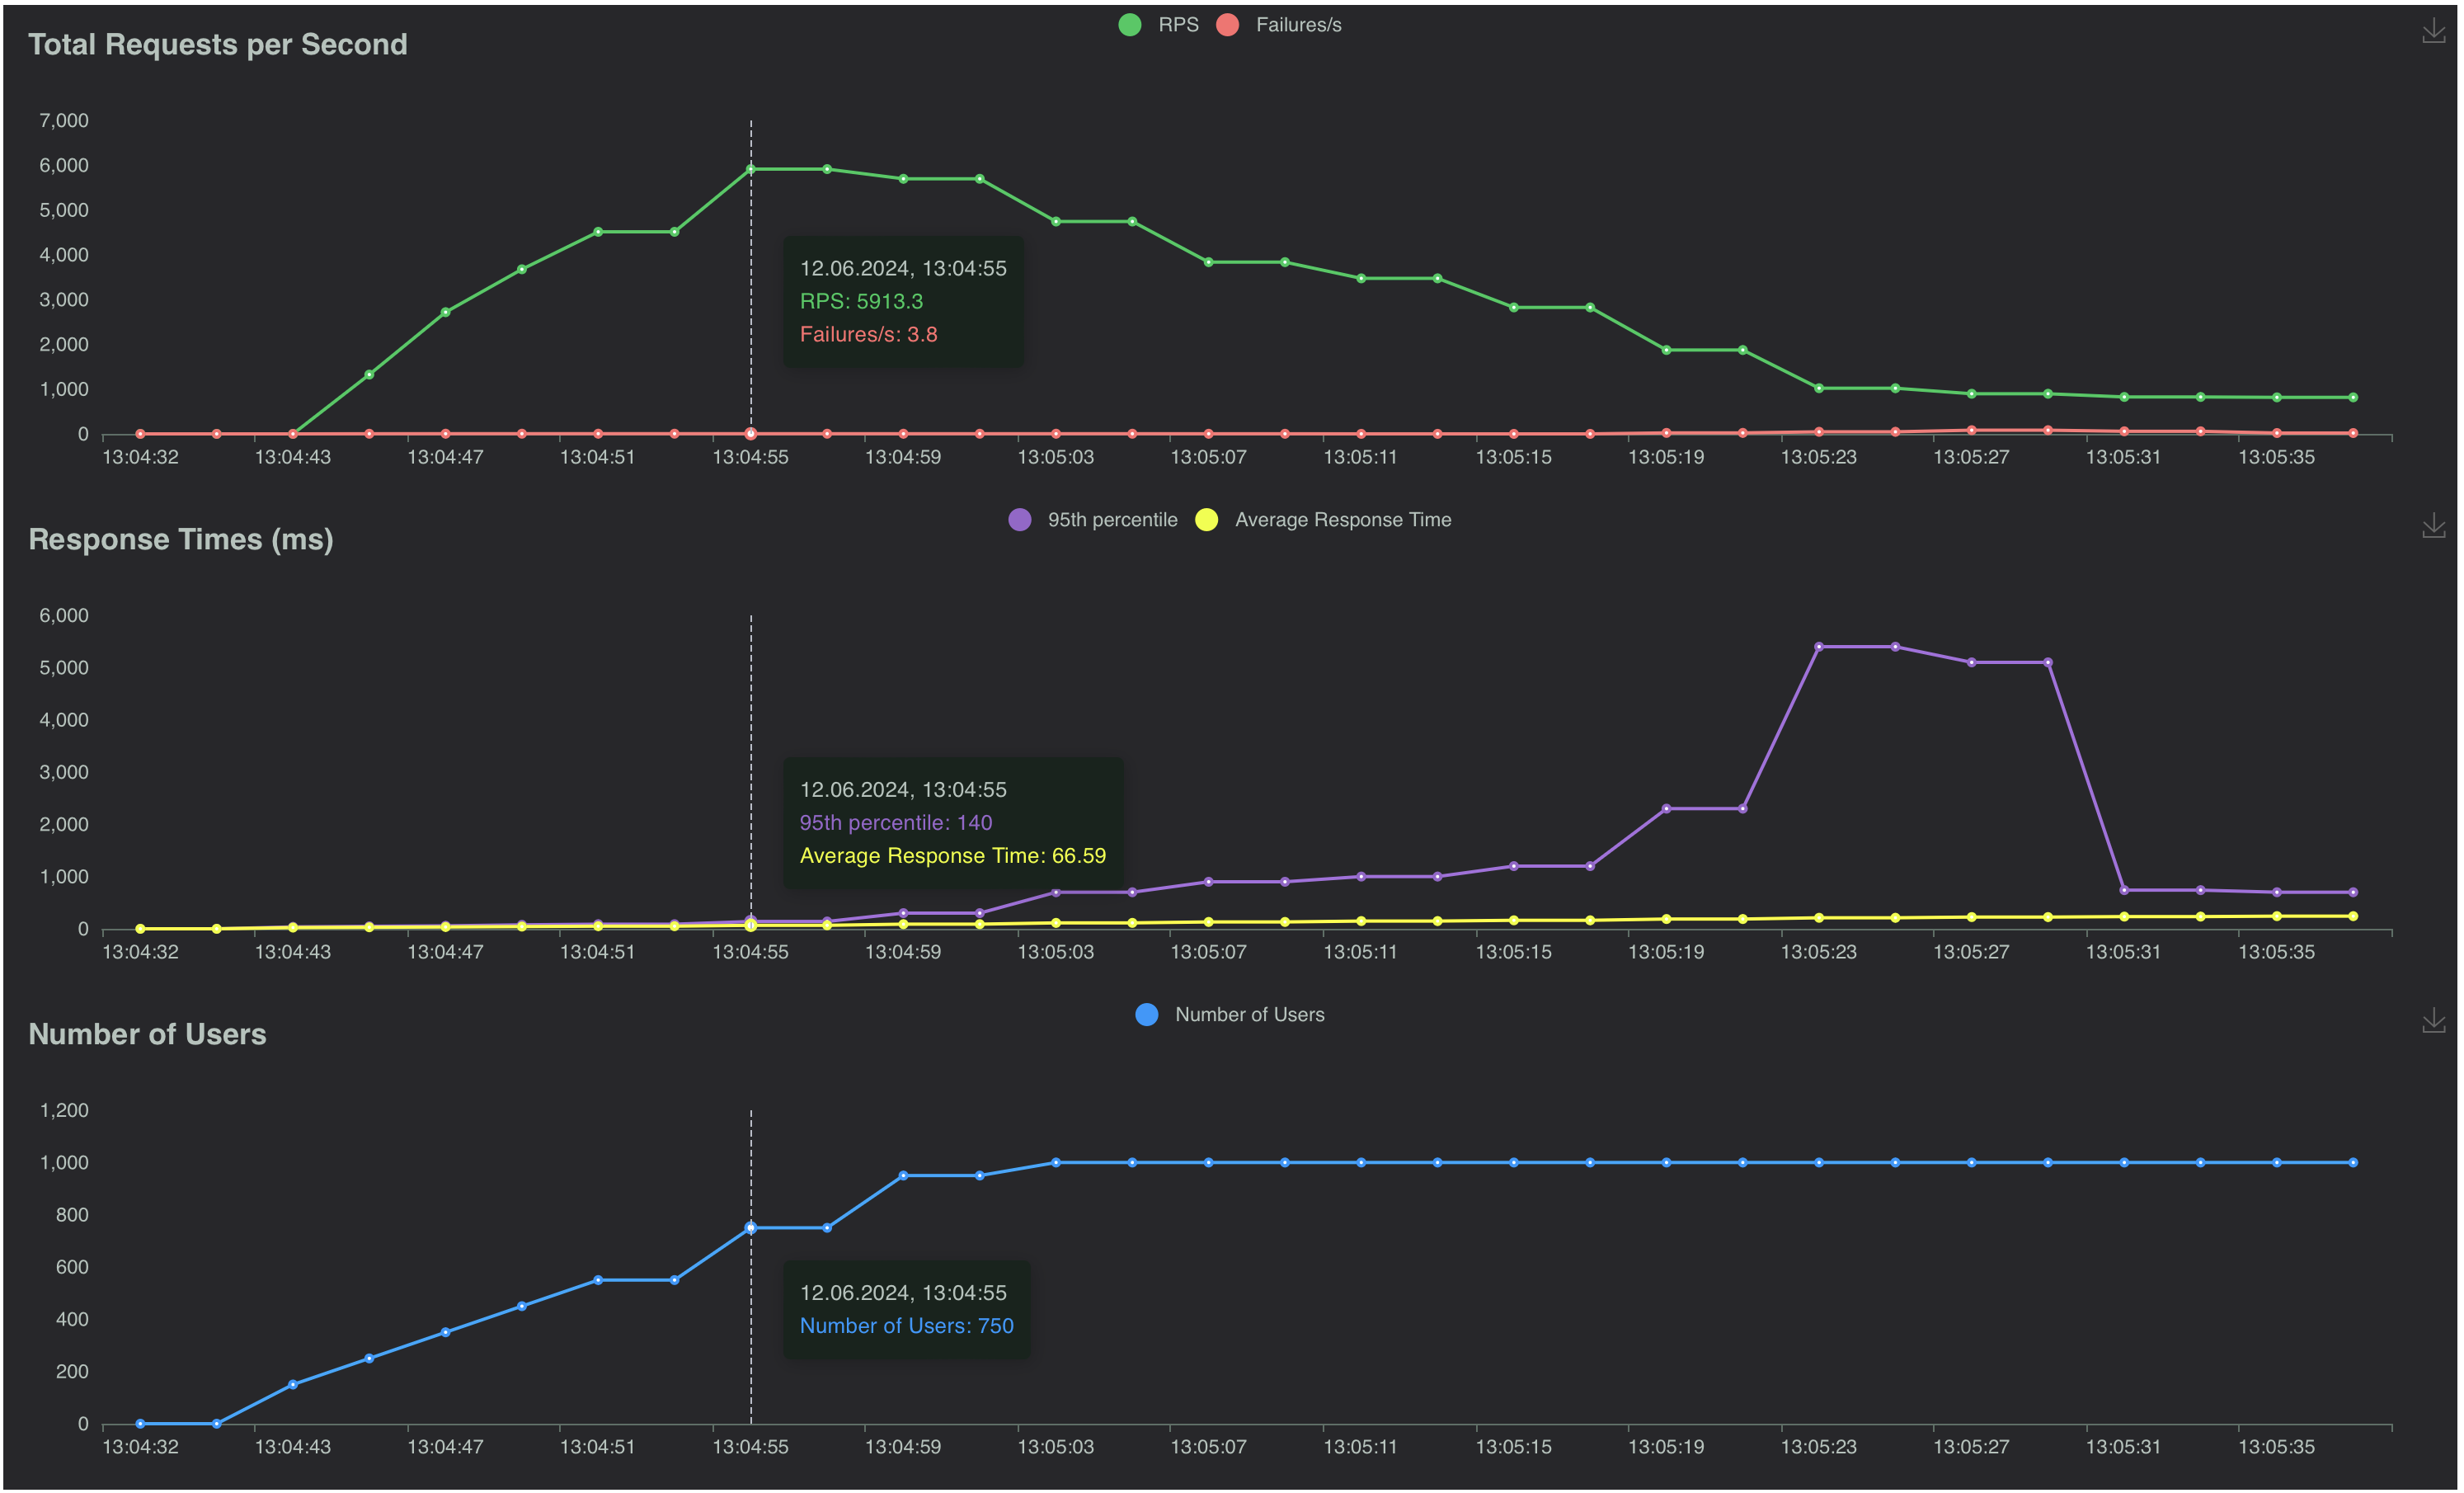 RPS Failures/s
Total Requests per Second
7,000
6,000
5,000
4,000
3,000
2,000
1,000
0
12.06.2024, 13:04:55
RPS: 5913.3
Failures/s: 3.8
13:04:32 13:04:43 13:04:47 13:04:51 13:04:55 13:04:59 13:05:03 13:05:07 13:05:11 13:05:15 13:05:19 13:05:23 13:05:27 13:05:31 13:05:35
95th percentile Average Response Time
Response Times (ms)
6,000
5,000
4,000
3,000
2,000
1,000
0
12.06.2024, 13:04:55
95th percentile: 140
Average Response Time: 66.59
13:04:32 13:04:43 13:04:47 13:04:51 13:04:55 13:04:59 13:05:03 13:05:07 13:05:11 13:05:15 13:05:19 13:05:23 13:05:27 13:05:31 13:05:35
Number of Users
Number of Users
1,200
1,000
800
600
400
200
0
12.06.2024, 13:04:55
Number of Users: 750
13:04:32 13:04:43 13:04:47 13:04:51 13:04:55 13:04:59 13:05:03 13:05:07 13:05:11 13:05:15 13:05:19 13:05:23 13:05:27 13:05:31 13:05:35